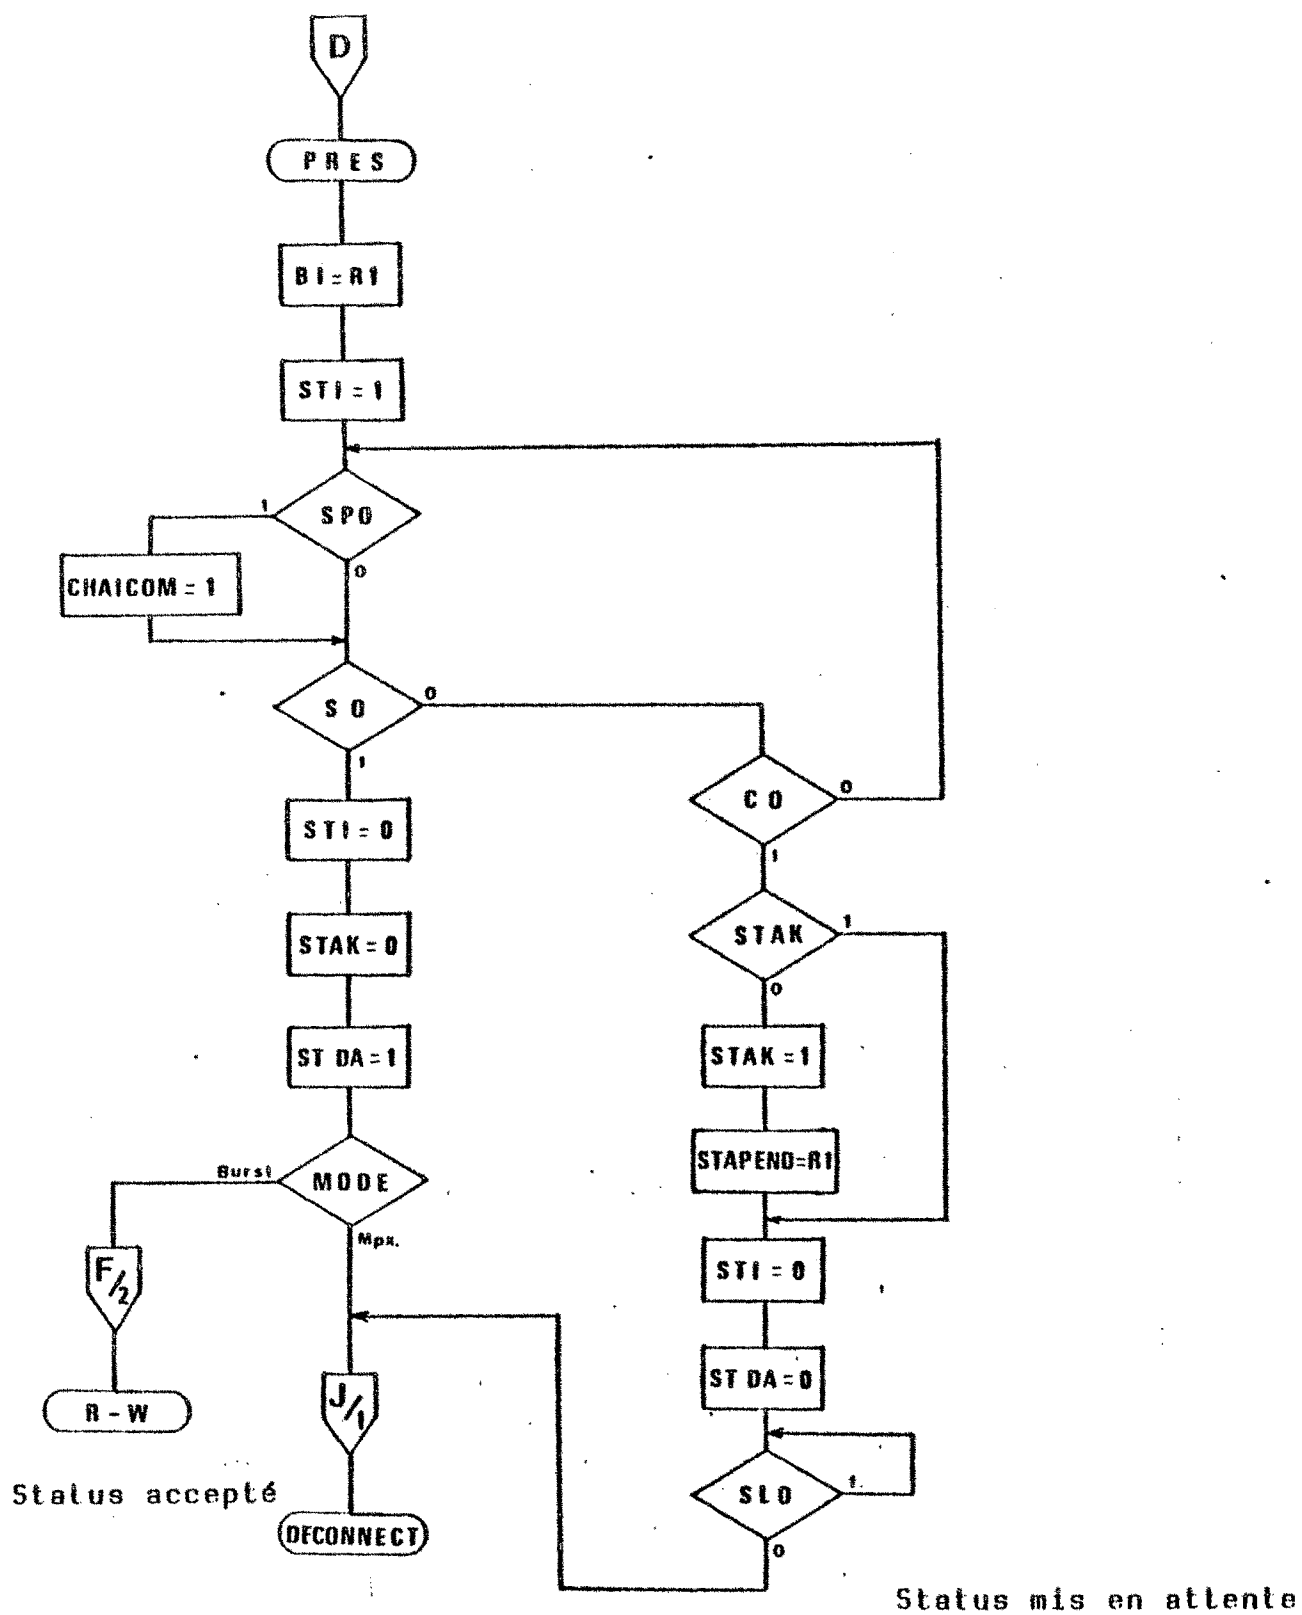 D
PRES
BI=R1
STI=1
SPO
1
0
CHAICOM=1
SO
0
1
CO
0
1
STI=0
STAK
1
0
STAK=0
STAK=1
ST DA=1
STAPEND=R1
MODE
Burst
Mpx.
STI=0
F/2
J/1
ST DA=0
R-W
SLO
1
0
Status accepté
DECONNECT
Status mis en attente